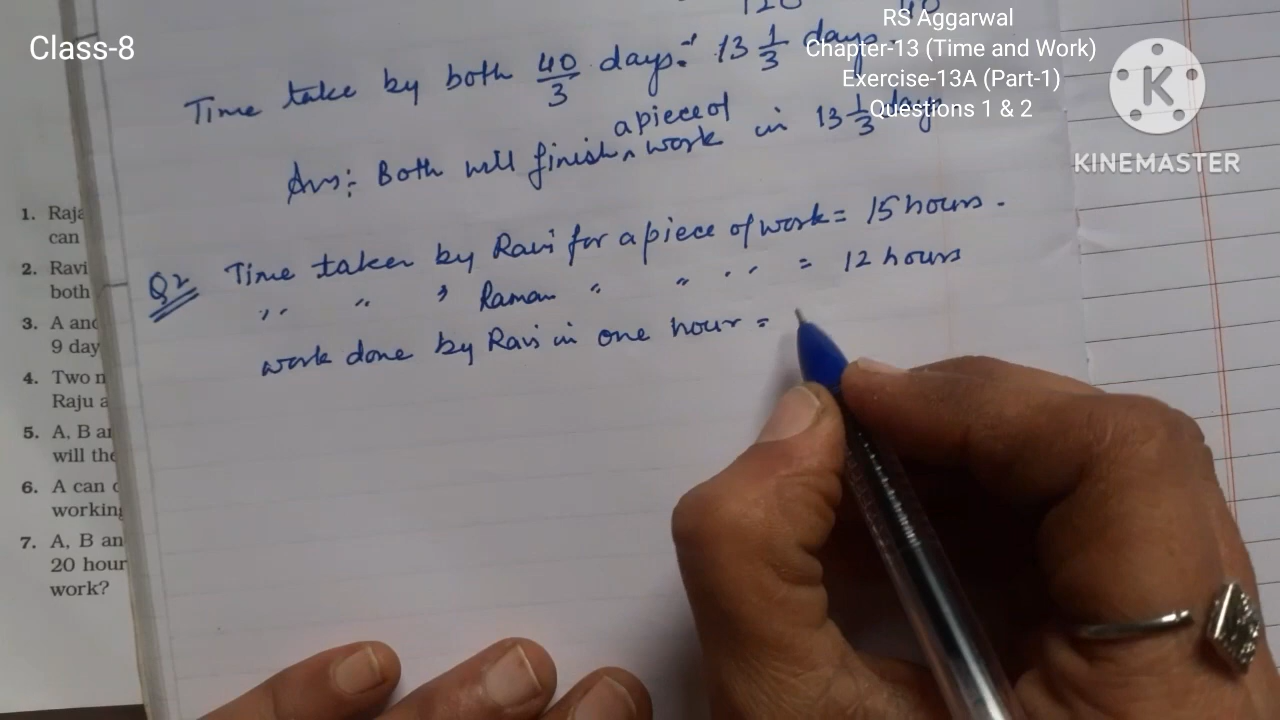 Class-8
RS Aggarwal
Chapter-13 (Time and Work)
Exercise-13A (Part-1)
Questions 1 & 2
KINEMASTER
Time take by both 40/3 days = 13 1/3 days.
a piece of
Ans: Both will finish ^ work in 13 1/3 days
Q2 Time taken by Ravi for a piece of work = 15 hours.
,, " , Raman " " " = 12 hours
work done by Ravi in one hour =
1. Raja
can
2. Ravi
both
3. A and
9 day
4. Two
Raju a
5. A, B
will the
6. A can
working
7. A, B an
20 hour
work?